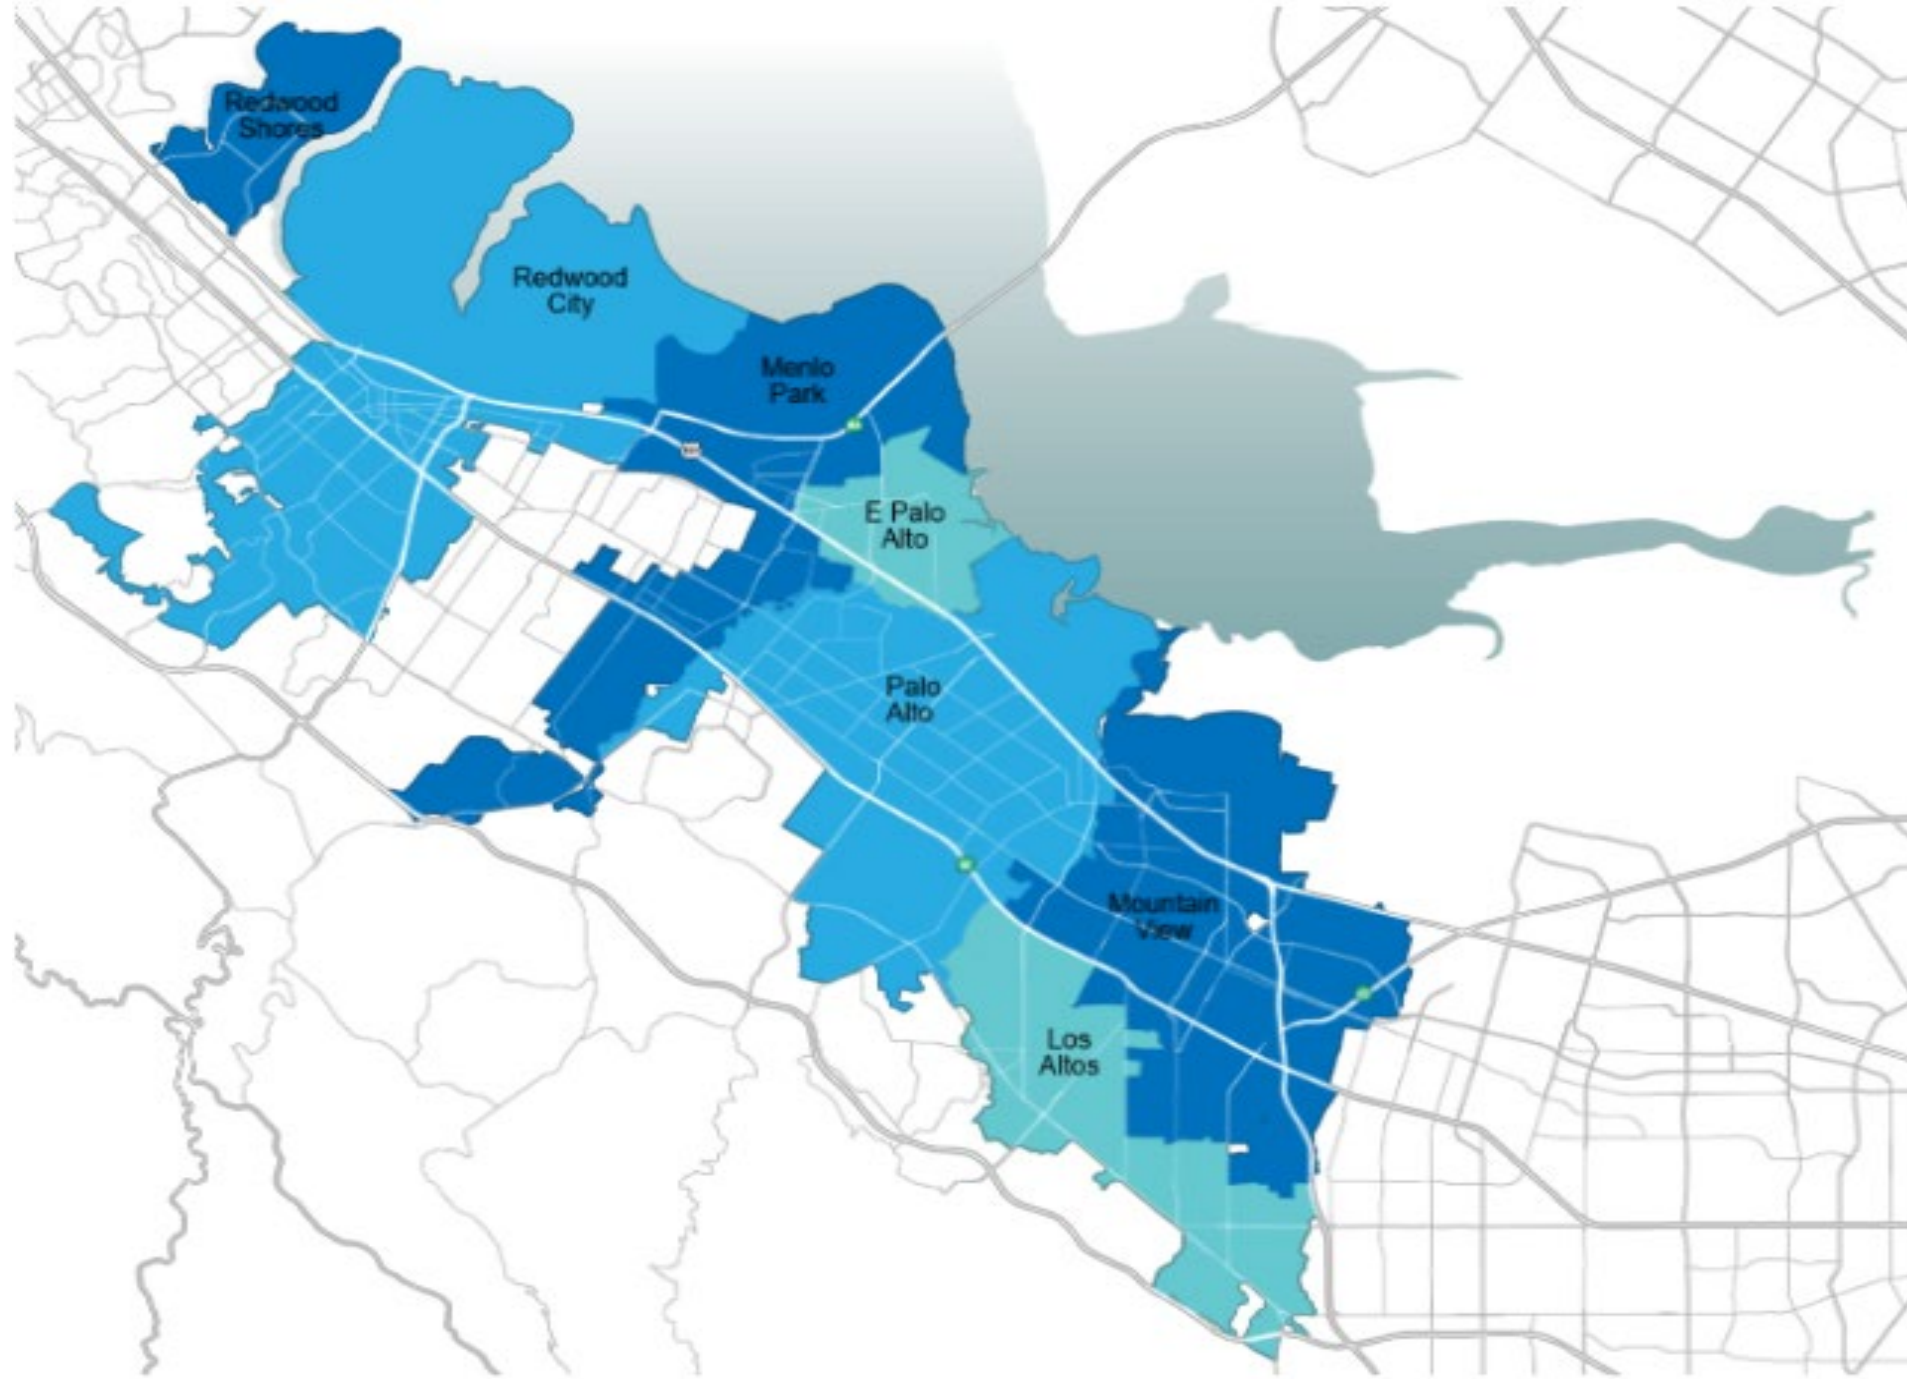 Redwood
Shores
Redwood
City
Menlo
Park
E Palo
Alto
Palo
Alto
Mountain
View
Los
Altos